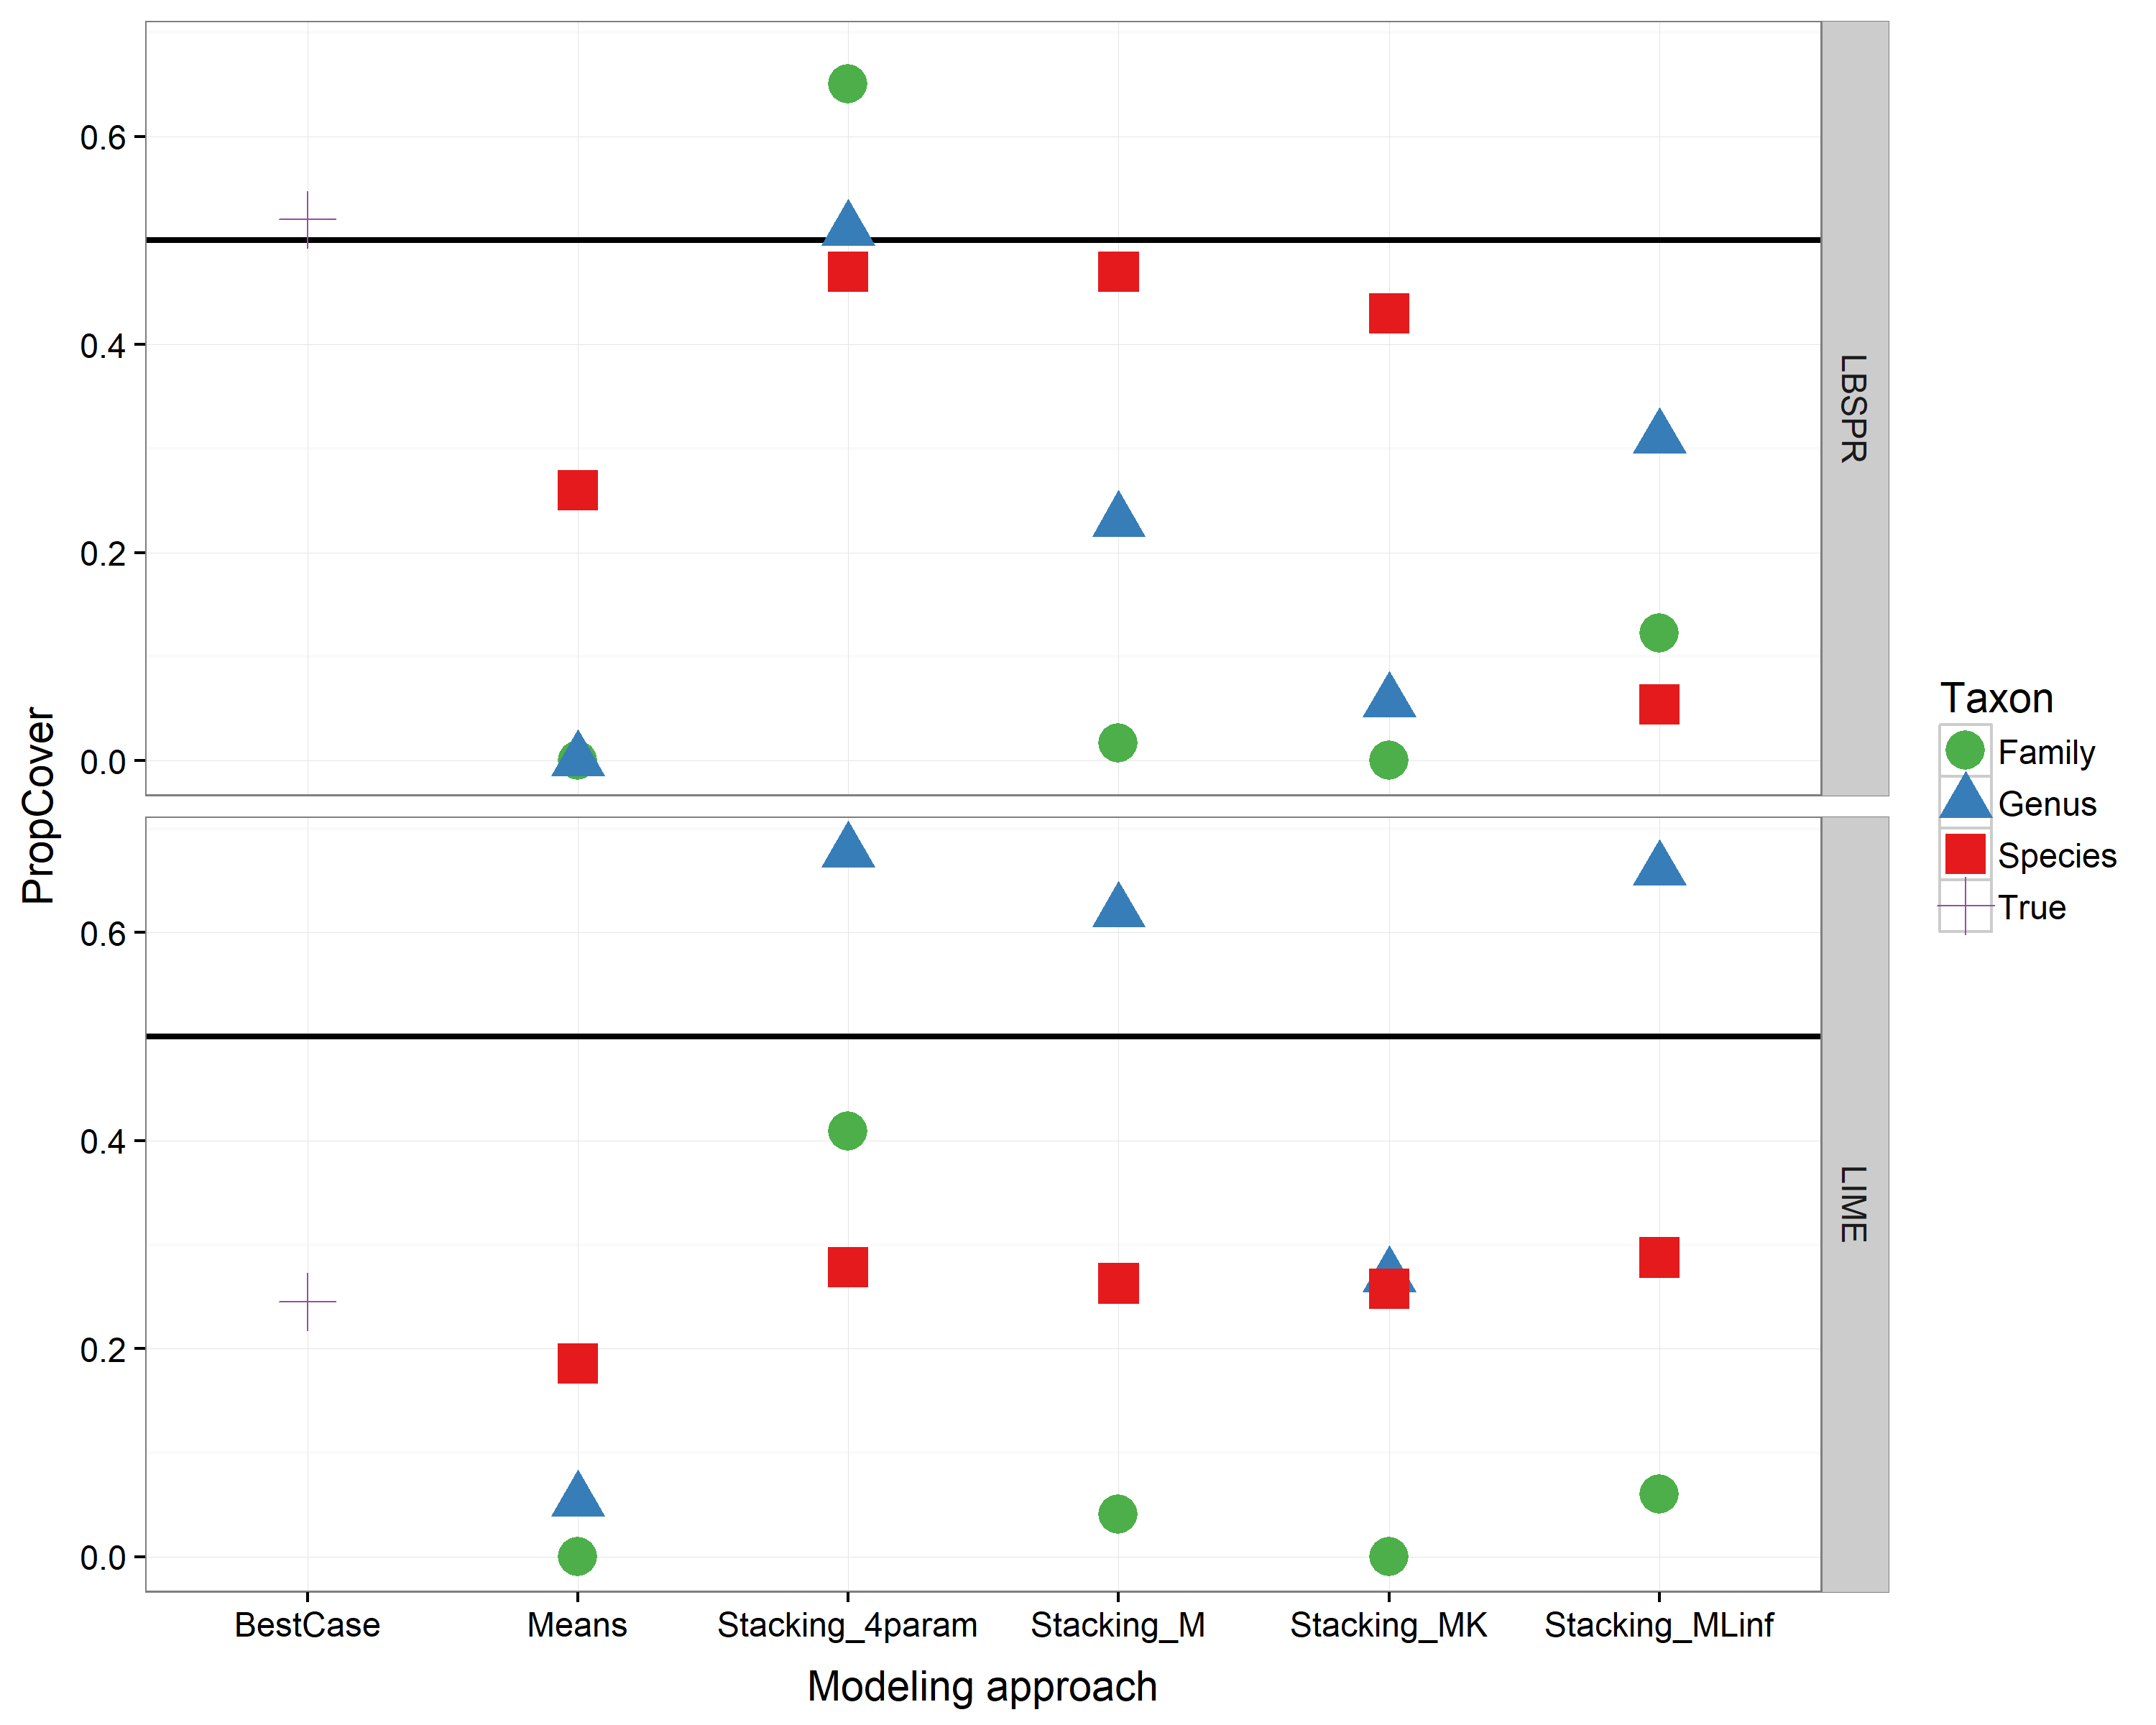 PropCover
0.6
0.4
0.2
0.0
LBSPR
0.6
0.4
0.2
0.0
LIME
BestCase Means Stacking_4param Stacking_M Stacking_MK Stacking_MLinf
Modeling approach
Taxon
Family
Genus
Species
True